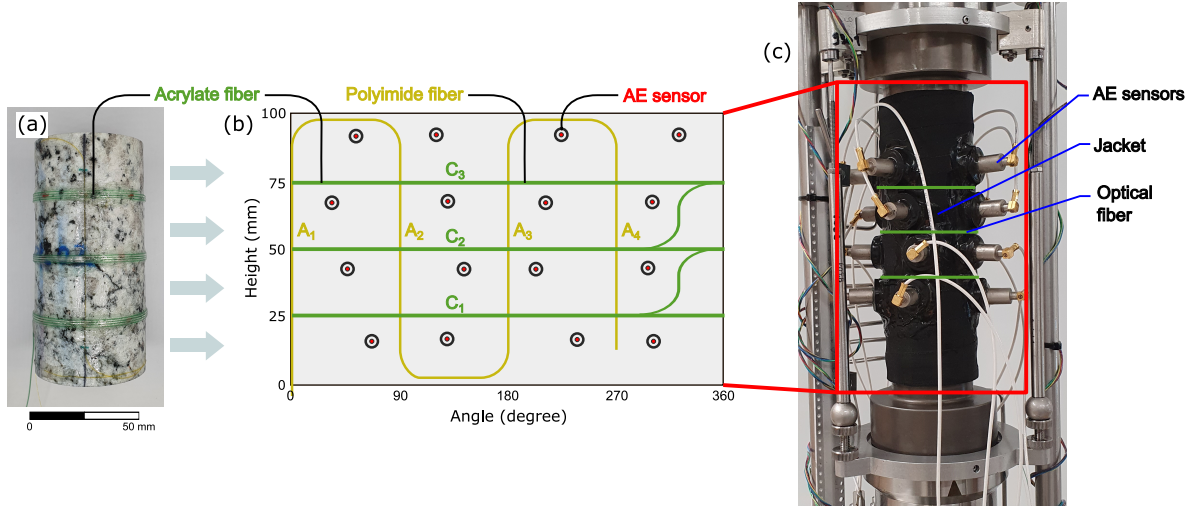 (a)
Acrylate fiber
Polyimide fiber
AE sensor
(b)
(c)
100
75
50
25
0
Height (mm)
C₃
A₁
A₂
A₃
A₄
C₂
C₁
0
90
180
270
360
Angle (degree)
0
50 mm
AE sensors
Jacket
Optical
fiber